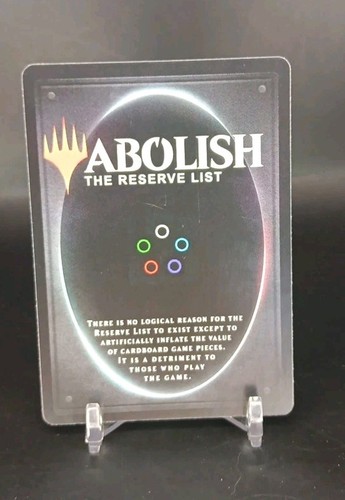 ABOLISH
THE RESERVE LIST
There is no logical reason for the
Reserve List to exist except to
artificially inflate the value
of cardboard game pieces.
It is a detriment to
those who play
the game.